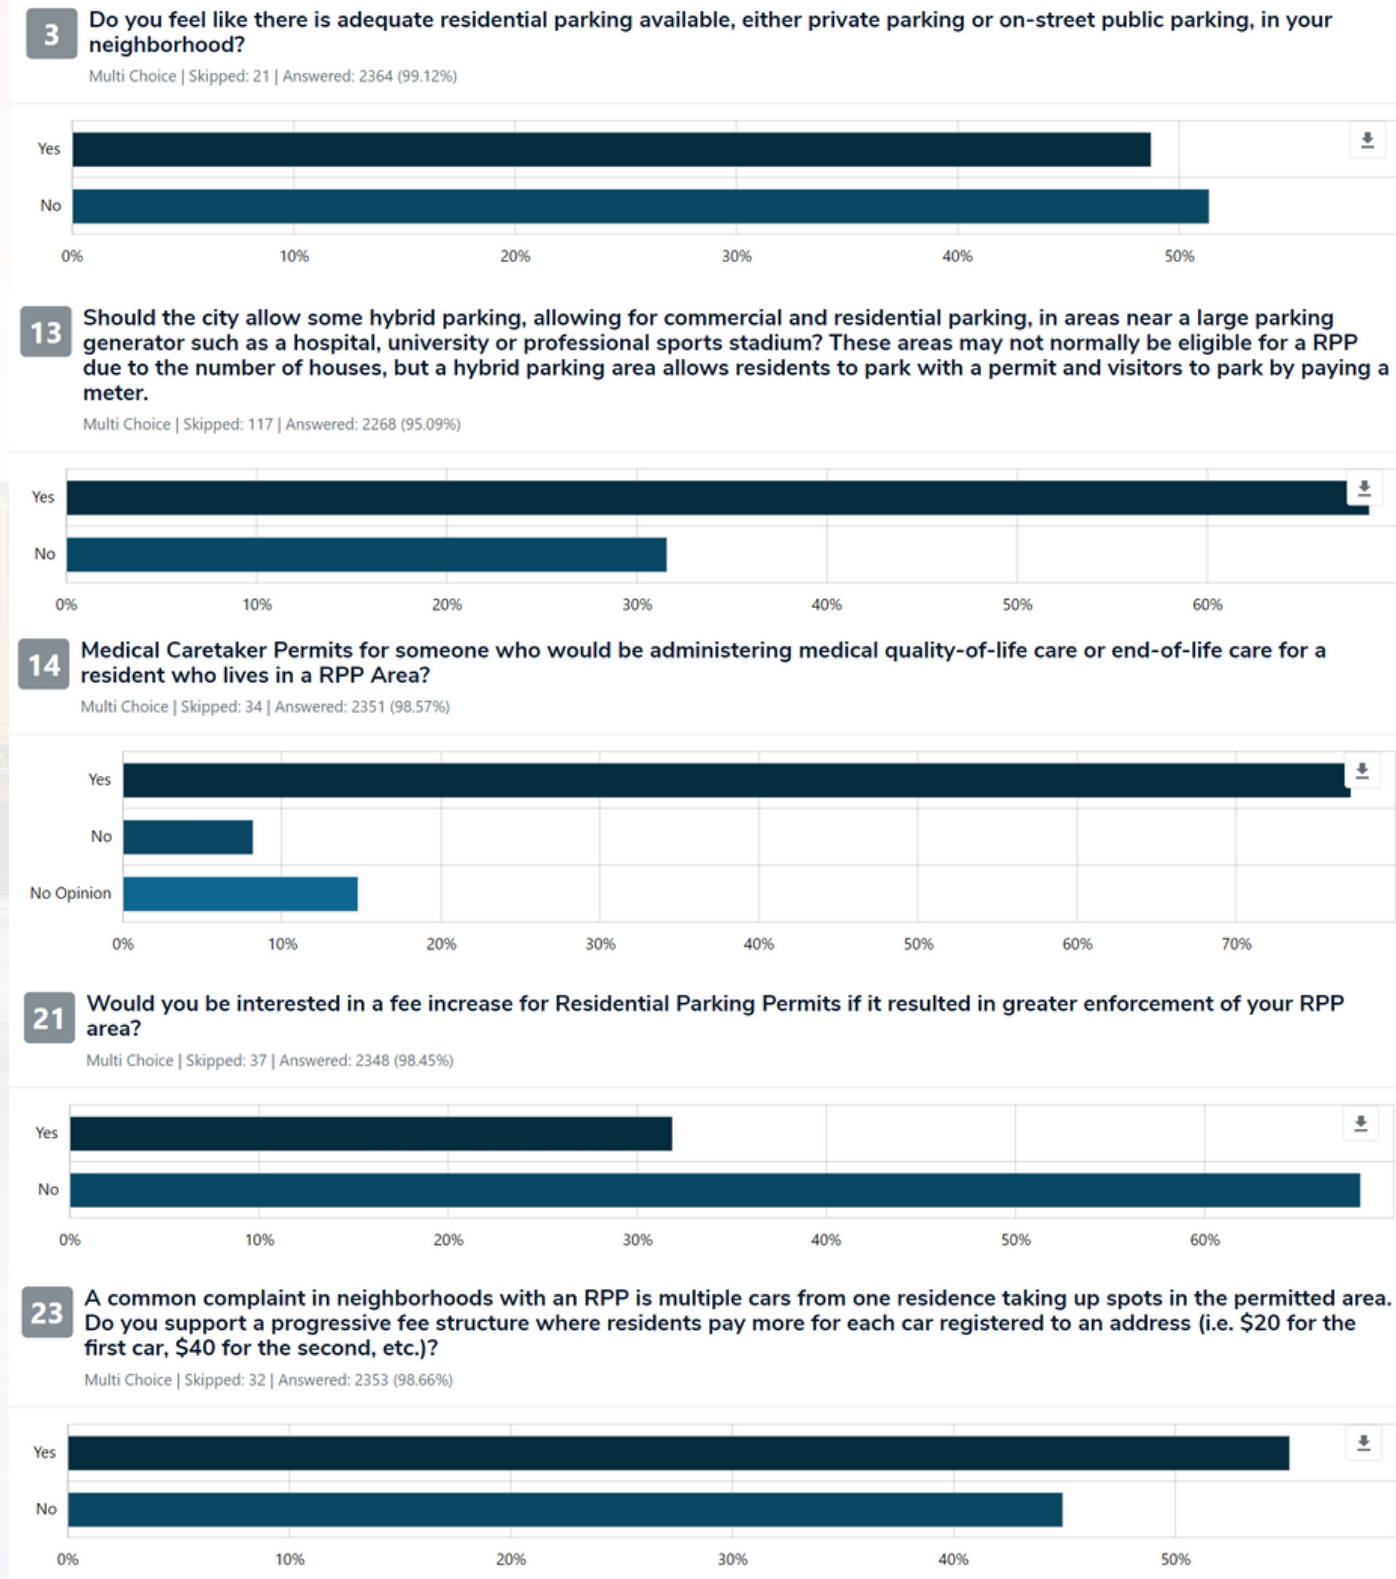 3
Do you feel like there is adequate residential parking available, either private parking or on-street public parking, in your
neighborhood?
Multi Choice | Skipped: 21 | Answered: 2364 (99.12%)
Yes
No
0% 10% 20% 30% 40% 50%
13
Should the city allow some hybrid parking, allowing for commercial and residential parking, in areas near a large parking
generator such as a hospital, university or professional sports stadium? These areas may not normally be eligible for a RPP
due to the number of houses, but a hybrid parking area allows residents to park with a permit and visitors to park by paying a
meter.
Multi Choice | Skipped: 117 | Answered: 2268 (95.09%)
Yes
No
0% 10% 20% 30% 40% 50% 60%
14
Medical Caretaker Permits for someone who would be administering medical quality-of-life care or end-of-life care for a
resident who lives in a RPP Area?
Multi Choice | Skipped: 34 | Answered: 2351 (98.57%)
Yes
No
No Opinion
0% 10% 20% 30% 40% 50% 60% 70%
21
Would you be interested in a fee increase for Residential Parking Permits if it resulted in greater enforcement of your RPP
area?
Multi Choice | Skipped: 37 | Answered: 2348 (98.45%)
Yes
No
0% 10% 20% 30% 40% 50% 60%
23
A common complaint in neighborhoods with an RPP is multiple cars from one residence taking up spots in the permitted area.
Do you support a progressive fee structure where residents pay more for each car registered to an address (i.e. $20 for the
first car, $40 for the second, etc.)?
Multi Choice | Skipped: 32 | Answered: 2353 (98.66%)
Yes
No
0% 10% 20% 30% 40% 50%